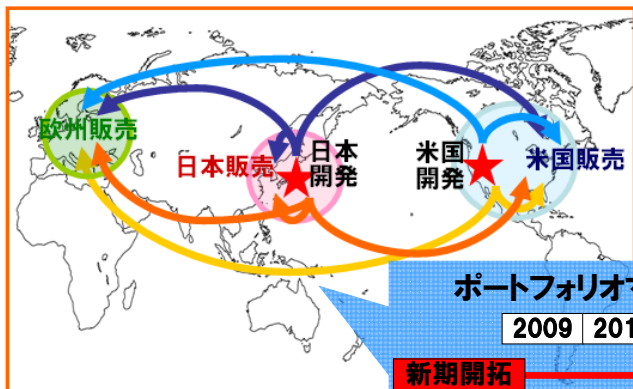 欧州販売
日本販売
日本
開発
米国
開発
米国販売
ポートフォリオ
2009
新期開拓